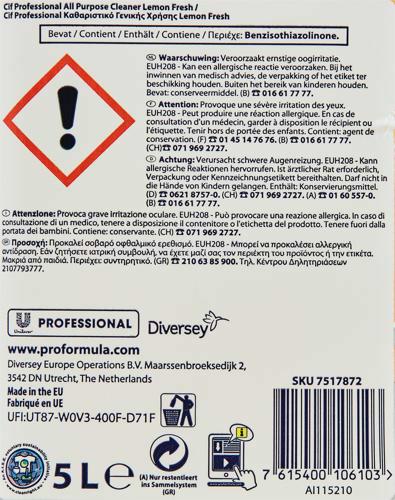 Cif Professional All Purpose Cleaner Lemon Fresh /
Cif Professional Καθαριστικό Γενικής Χρήσης Lemon Fresh
Bevat / Contient / Enthält / Contiene / Περιέχει: Benzisothiazolinone.
Waarschuwing: Veroorzaakt ernstige oogirritatie.
EUH208 - Kan een allergische reactie veroorzaken. Bij het
inwinnen van medisch advies, de verpakking of het etiket ter
beschikking houden. Buiten het bereik van kinderen houden.
Bevat: conserveermiddel. (B) ☎ 016 61 77 77.
Attention: Provoque une sévère irritation des yeux.
EUH208 - Peut produire une réaction allergique. En cas de
consultation d'un médecin, garder à disposition le récipient ou
l'étiquette. Tenir hors de portée des enfants. Contient: agent de
conservation. (F) ☎ 01 45 14 76 76. (B) ☎ 016 61 77 77.
(CH)☎ 071 969 2727.
Achtung: Verursacht schwere Augenreizung. EUH208 - Kann
allergische Reaktionen hervorrufen. Ist ärztlicher Rat erforderlich,
Verpackung oder Kennzeichnungsetikett bereithalten. Darf nicht in
die Hände von Kindern gelangen. Enthält: Konservierungsmittel.
(D) ☎ 0621 8757-0. (CH) ☎ 071 969 2727. (A) ☎ 01 60 557-0.
(B) ☎ 016 61 77 77.
Attenzione: Provoca grave irritazione oculare. EUH208 - Può provocare una reazione allergica. In caso di
consultazione di un medico, tenere a disposizione il contenitore o l'etichetta del prodotto. Tenere fuori dalla
portata dei bambini. Contiene: conservante. (CH) ☎ 071 969 2727.
Προσοχή: Προκαλεί σοβαρό οφθαλμικό ερεθισμό. EUH208 - Μπορεί να προκαλέσει αλλεργική
αντίδραση. Εάν ζητήσετε ιατρική συμβουλή, να έχετε μαζί σας τον περιέκτη του προϊόντος ή την ετικέτα.
Μακριά από παιδιά. Περιέχει: συντηρητικό. (GR) ☎ 210 63 85 900. Τηλ. Κέντρου Δηλητηριάσεων
2107793777.
Unilever PROFESSIONAL Diversey
www.proformula.com
Diversey Europe Operations B.V. Maarssenbroeksedijk 2,
3542 DN Utrecht, The Netherlands
SKU 7517872
Made in the EU
Fabriqué en UE
UFI:UT87-W0V3-400F-D71F
5 L e
(A) Nur restentleert
ins Sammelsystem
(GR)
7 615400 106103 >
AI115210